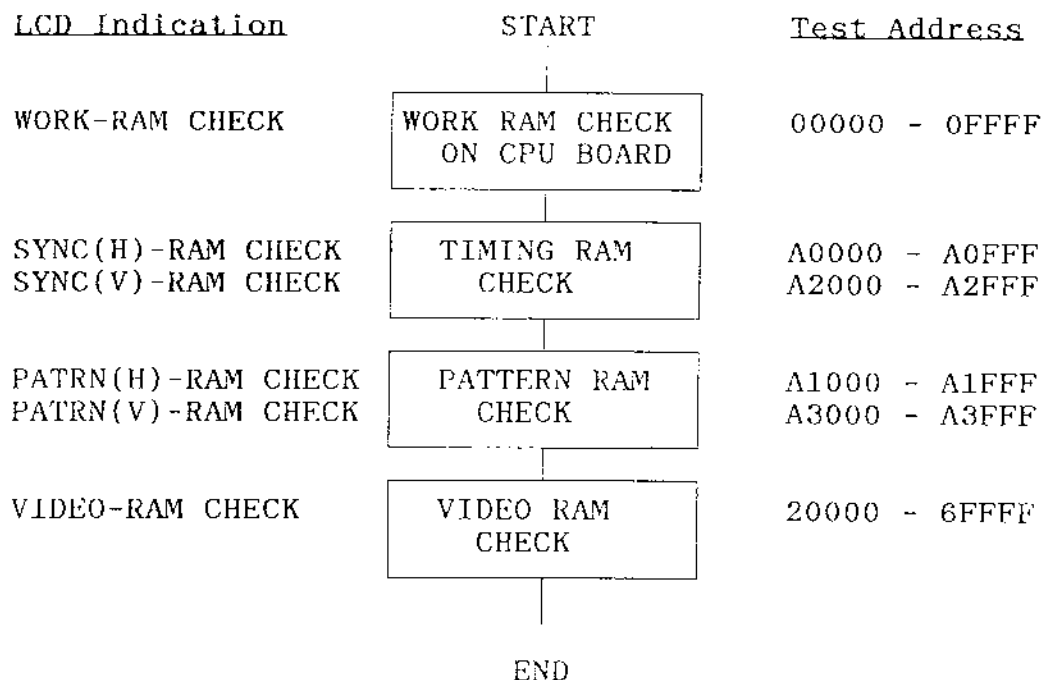 LCD Indication START Test Address
WORK-RAM CHECK WORK RAM CHECK 00000 - 0FFFF
ON CPU BOARD
SYNC(H)-RAM CHECK TIMING RAM A0000 - A0FFF
SYNC(V)-RAM CHECK CHECK A2000 - A2FFF
PATRN(H)-RAM CHECK PATTERN RAM A1000 - A1FFF
PATRN(V)-RAM CHECK CHECK A3000 - A3FFF
VIDEO-RAM CHECK VIDEO RAM 20000 - 6FFFF
CHECK
END